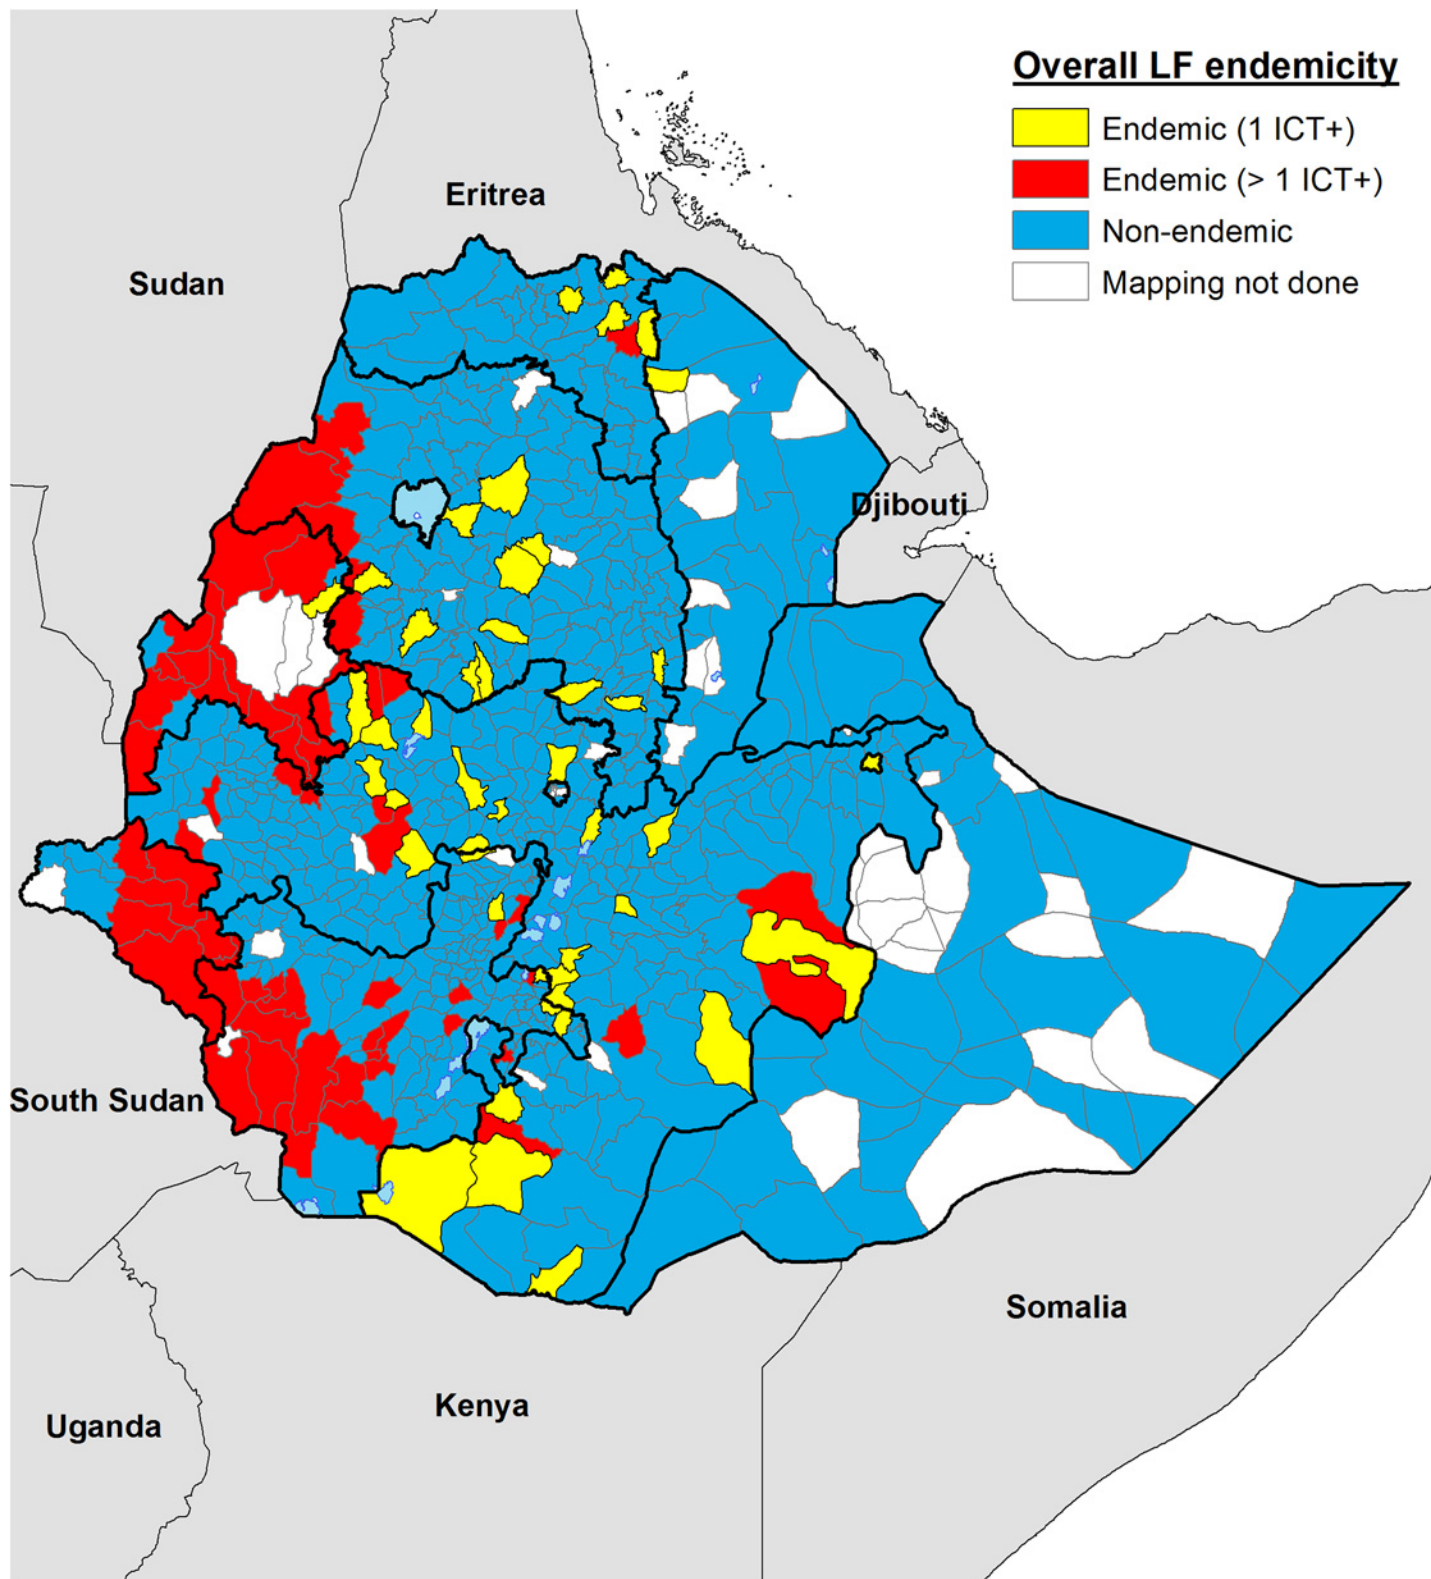 Overall LF endemicity
Endemic (1 ICT+)
Endemic (> 1 ICT+)
Non-endemic
Mapping not done
Eritrea
Sudan
Djibouti
South Sudan
Somalia
Kenya
Uganda